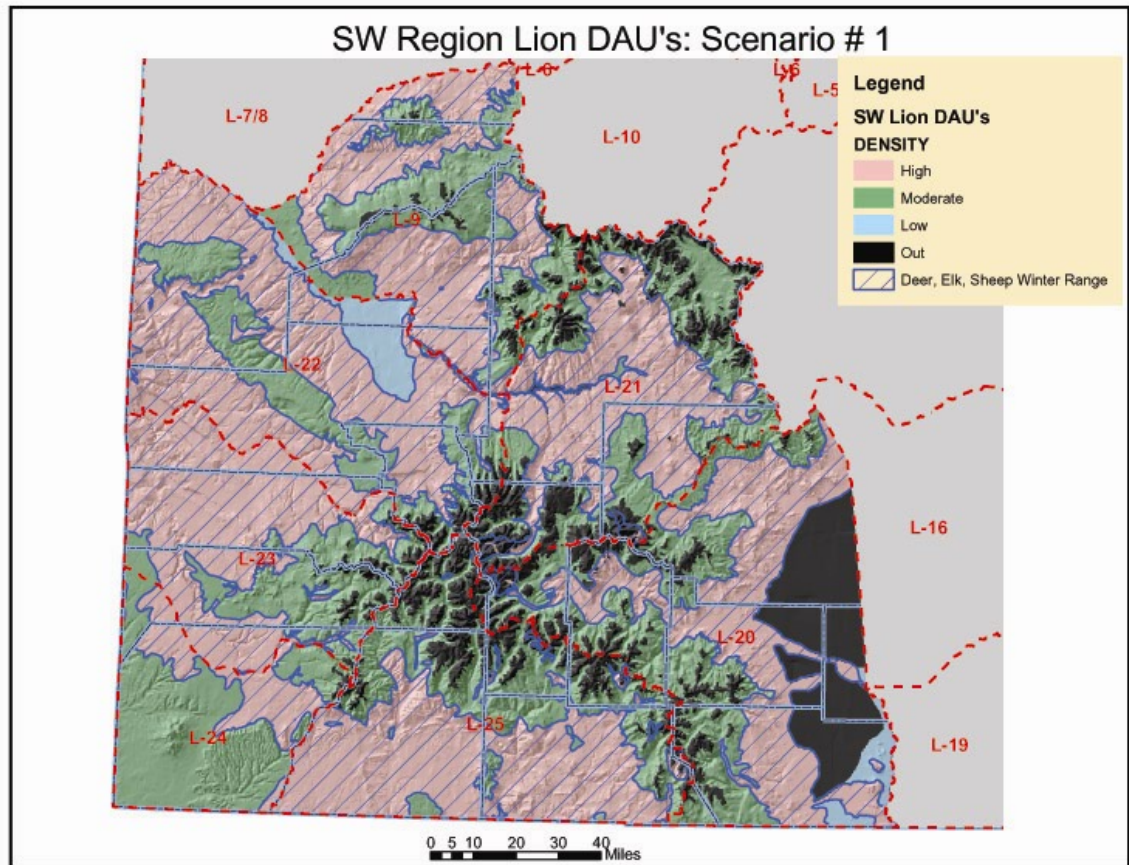 SW Region Lion DAU's: Scenario # 1
L-6
L-6
L-5
L-7/8
L-10
Legend
SW Lion DAU's
DENSITY
High
Moderate
Low
Out
Deer, Elk, Sheep Winter Range
L-9
L-22
L-21
L-16
L-23
L-20
L-25
L-24
L-19
0 5 10 20 30 40
Miles